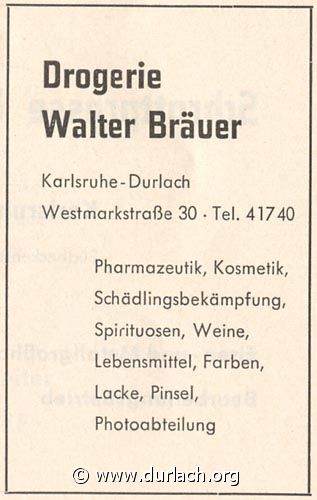 Drogerie
Walter Bräuer
Karlsruhe-Durlach
Westmarkstraße 30 · Tel. 41740
Pharmazeutik, Kosmetik,
Schädlingsbekämpfung,
Spirituosen, Weine,
Lebensmittel, Farben,
Lacke, Pinsel,
Photoabteilung
© www.durlach.org